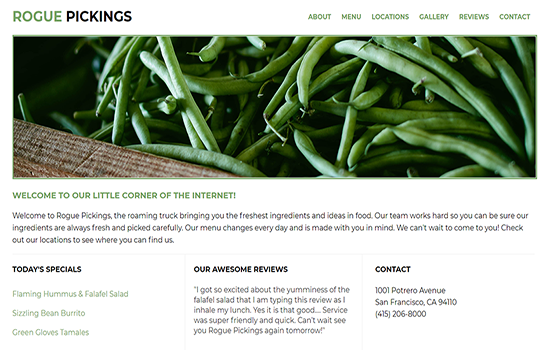 ROGUE PICKINGS
ABOUT MENU LOCATIONS GALLERY REVIEWS CONTACT
WELCOME TO OUR LITTLE CORNER OF THE INTERNET!
Welcome to Rogue Pickings, the roaming truck bringing you the freshest ingredients and ideas in food. Our team works hard so you can be sure our
ingredients are always fresh and picked carefully. Our menu changes every day and is made with you in mind. We can't wait to come to you! Check
out our locations to see where you can find us.
TODAY'S SPECIALS
Flaming Hummus & Falafel Salad
Sizzling Bean Burrito
Green Gloves Tamales
OUR AWESOME REVIEWS
"I got so excited about the yumminess of the
falafel salad that I am typing this review as I
inhale my lunch. Yes it is that good.... Service
was super friendly and quick. Can't wait see
you Rogue Pickings again tomorrow!"
CONTACT
1001 Potrero Avenue
San Francisco, CA 94110
(415) 206-8000